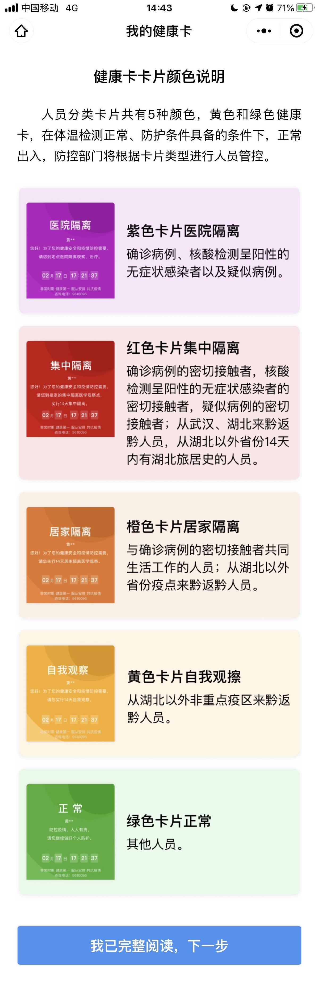 中国移动 4G 14:43 71%
我的健康卡
健康卡卡片颜色说明
人员分类卡片共有5种颜色，黄色和绿色健康
卡，在体温检测正常、防护条件具备的条件下，正常
出入，防控部门将根据卡片类型进行人员管控。
医院隔离
黄**
您好！为了您的健康安全和疫情防控需要，
请您到定点医院隔离观察、治疗。
02月17日 17:21:37
非常时期 健康第一 服从安排 共抗疫情
咨询电话：9610096
紫色卡片医院隔离
确诊病例、核酸检测呈阳性的
无症状感染者以及疑似病例。
集中隔离
黄**
您好！为了您的健康安全和疫情防控需要，
请您到指定的集中隔离医学观察点，
实行14天集中隔离。
02月17日 17:21:37
非常时期 健康第一 服从安排 共抗疫情
咨询电话：9610096
红色卡片集中隔离
确诊病例的密切接触者，核酸
检测呈阳性的无症状感染者的
密切接触者，疑似病例的密切
接触者；从武汉、湖北来黔返
黔人员，从湖北以外省份14天
内有湖北旅居史的人员。
居家隔离
黄**
您好！为了您的健康安全和疫情防控需要，
请您实行14天居家隔离医学观察。
02月17日 17:21:37
非常时期 健康第一 服从安排 共抗疫情
咨询电话：9610096
橙色卡片居家隔离
与确诊病例的密切接触者共同
生活工作的人员；从湖北以外
省份疫点来黔返黔人员。
自我观察
黄**
您好！为了您的健康安全和疫情防控需要，
请您实行14天自我观察。
02月17日 17:21:37
非常时期 健康第一 服从安排 共抗疫情
咨询电话：9610096
黄色卡片自我观擦
从湖北以外非重点疫区来黔返
黔人员。
正 常
黄**
防控疫情，人人有责，
请您继续做好个人防护。
02月17日 17:21:37
非常时期 健康第一 服从安排 共抗疫情
咨询电话：9610096
绿色卡片正常
其他人员。
我已完整阅读，下一步